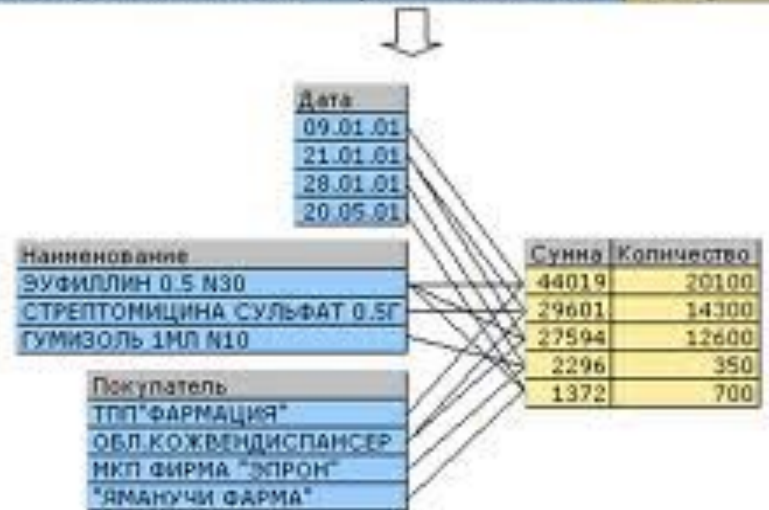 Дата
09.01.01
21.01.01
28.01.01
20.05.01
Наименование
ЭУФИЛЛИН 0.5 N30
СТРЕПТОМИЦИНА СУЛЬФАТ 0.5Г
ГУМИЗОЛЬ 1МЛ N10
Сумма Количество
44019 20100
29601 14300
27594 12600
2296 350
1372 700
Покупатель
ТПП"ФАРМАЦИЯ"
ОБЛ.КОЖВЕНДИСПАНСЕР
МКП ФИРМА "ЭПРОН"
"ЯМАНУЧИ ФАРМА"